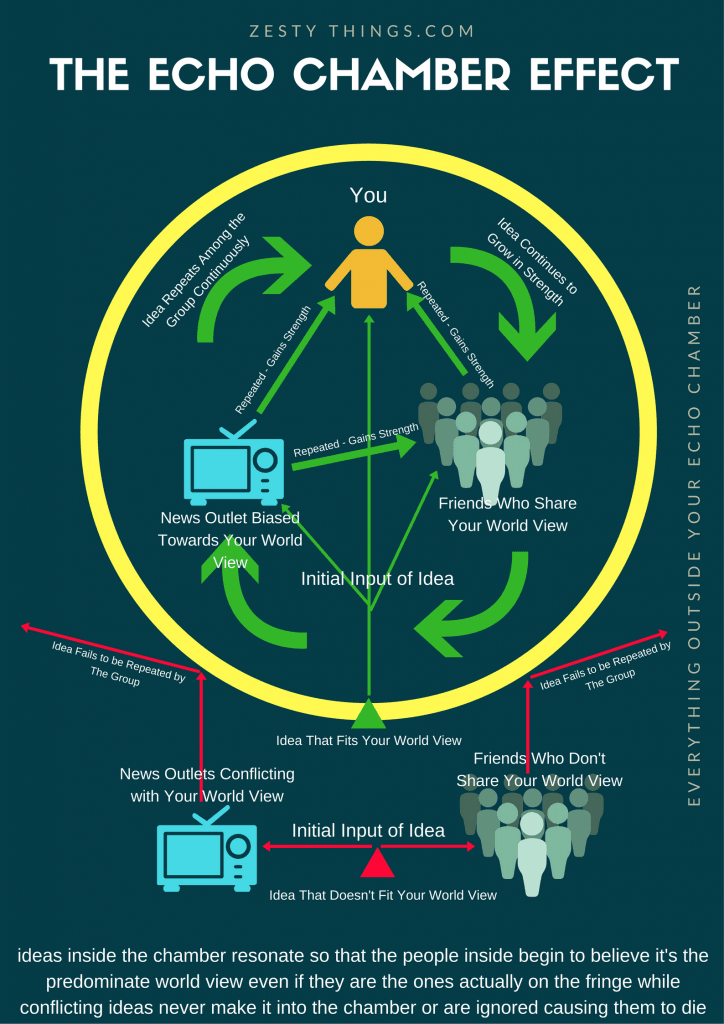 ZESTY THINGS.COM
THE ECHO CHAMBER EFFECT
You
Idea Repeats Among the
Group Continuously
Idea Continues to
Grow in Strength
Repeated - Gains Strength
Repeated - Gains Strength
Repeated - Gains Strength
News Outlet Biased
Towards Your World
View
Friends Who Share
Your World View
Initial Input of Idea
EVERYTHING OUTSIDE YOUR ECHO CHAMBER
Idea Fails to be Repeated by
The Group
Idea Fails to be Repeated by
The Group
Idea That Fits Your World View
News Outlets Conflicting
with Your World View
Friends Who Don't
Share Your World View
Initial Input of Idea
Idea That Doesn't Fit Your World View
ideas inside the chamber resonate so that the people inside begin to believe it's the
predominate world view even if they are the ones actually on the fringe while
conflicting ideas never make it into the chamber or are ignored causing them to die